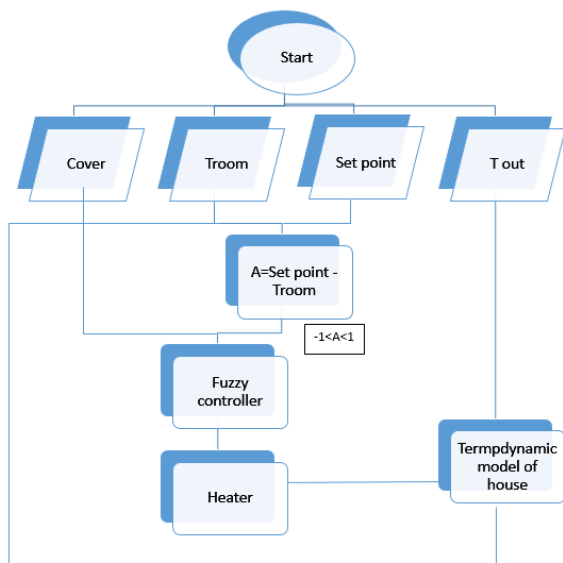 Start
Cover
Troom
Set point
T out
A=Set point -
Troom
-1<A<1
Fuzzy
controller
Termpdynamic
model of
house
Heater